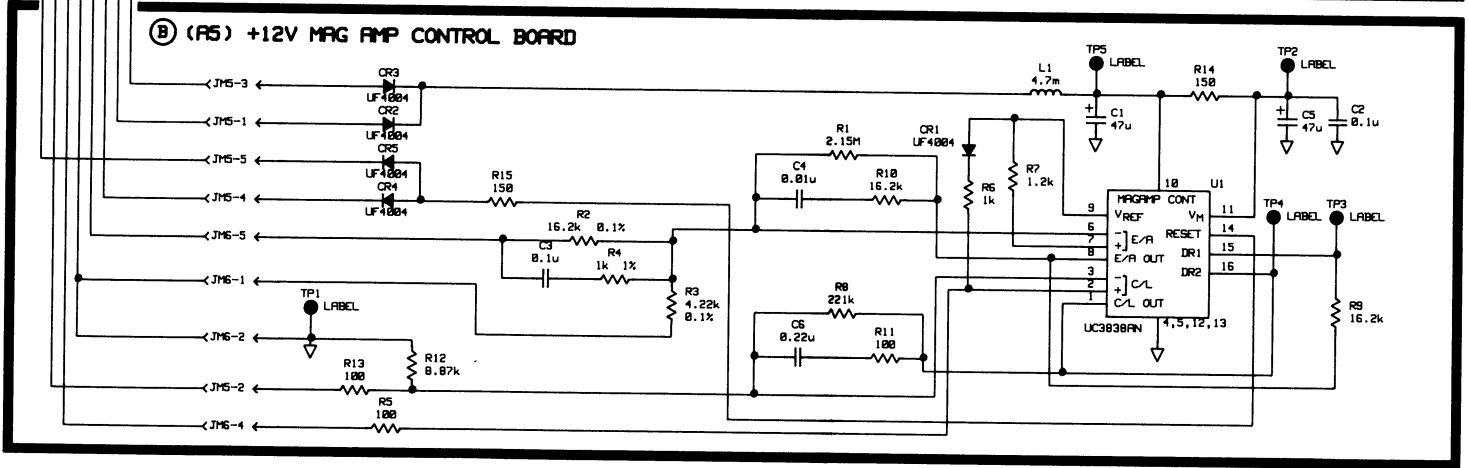 B (A5) +12V MAG AMP CONTROL BOARD
JM5-3
CR3
UF4004
JM5-1
CR2
UF4004
JM5-5
CR5
UF4004
JM5-4
CR4
UF4004
R15
150
JM6-5
R2
16.2k 0.1%
C3
0.1u
R4
1k 1%
JM6-1
R3
4.22k
0.1%
TP1
LABEL
JM6-2
R12
8.87k
JM5-2
R13
100
JM6-4
R5
100
R1
2.15M
C4
0.01u
R10
16.2k
R8
221k
C6
0.22u
R11
100
CR1
UF4004
R6
1k
R7
1.2k
L1
4.7m
TP5
LABEL
+
C1
47u
R14
150
TP2
LABEL
+
C5
47u
C2
0.1u
10
U1
MAGAMP CONT
9
VREF
VM
11
6
-
7
+
E/A
RESET
14
8
E/A OUT
DR1
15
3
-
2
+
C/L
DR2
16
1
C/L OUT
UC3838AN
4,5,12,13
TP4
LABEL
TP3
LABEL
R9
16.2k